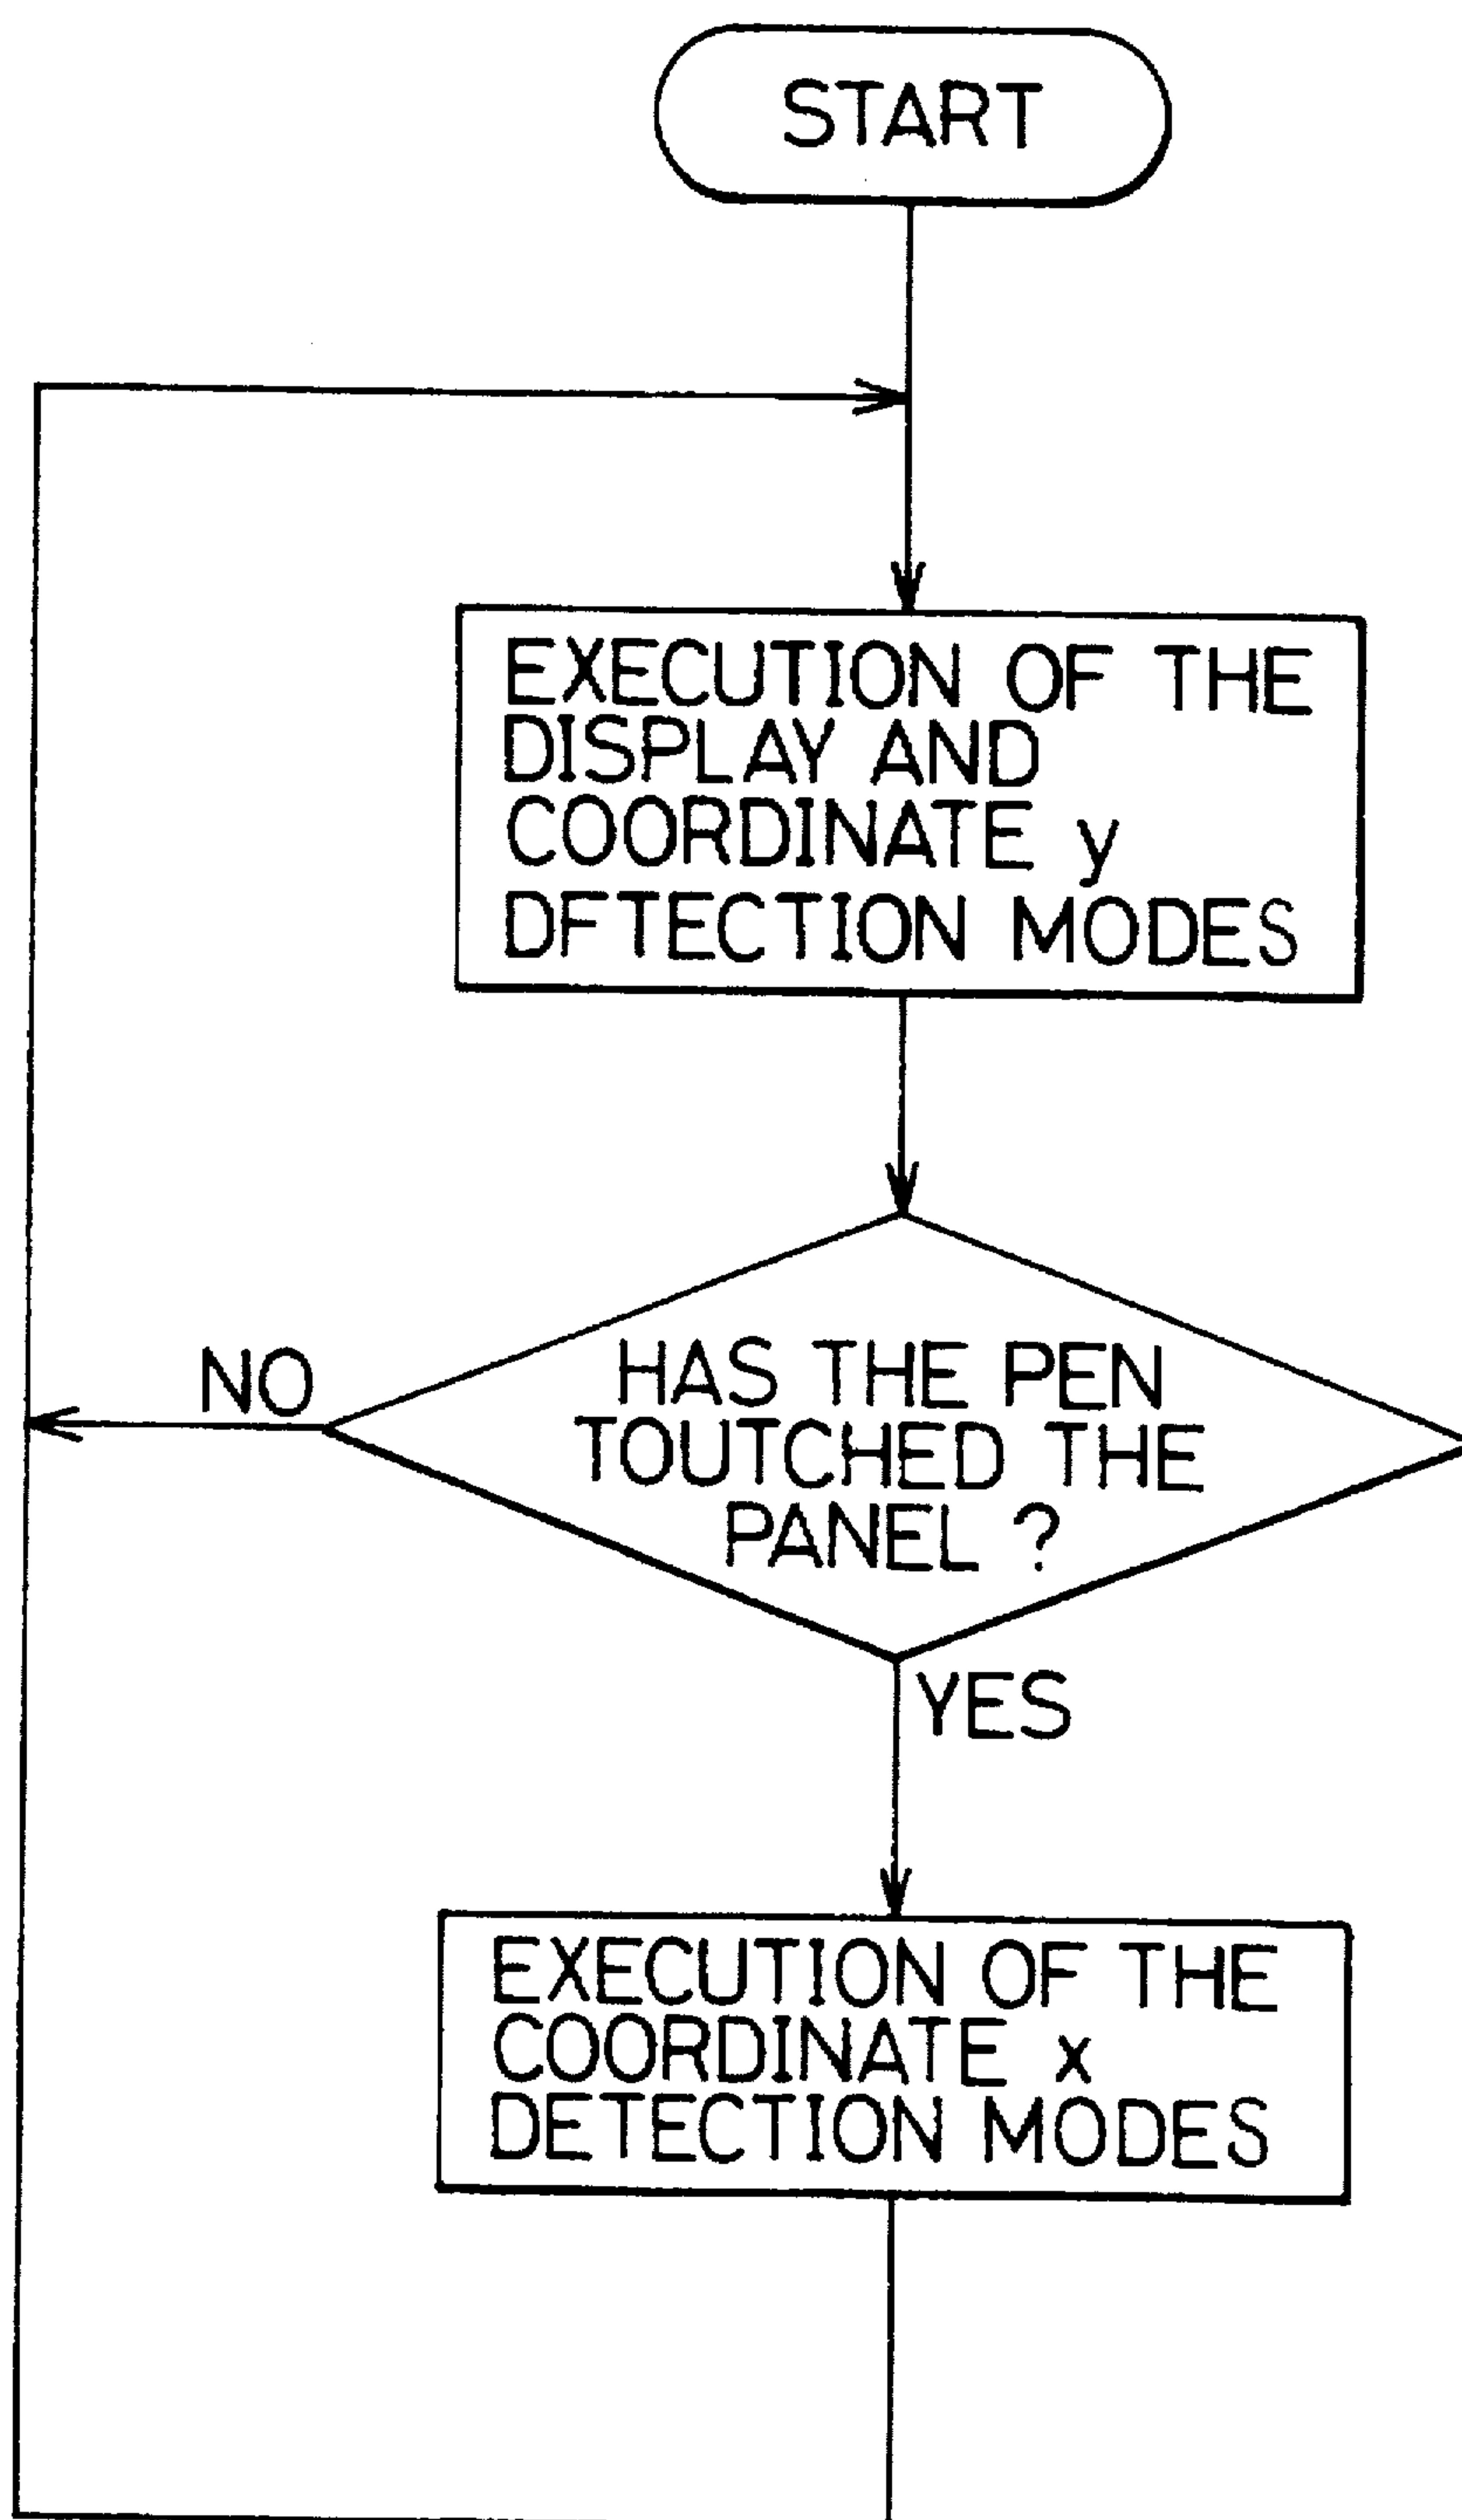 START
EXECUTION OF THE
DISPLAY AND
COORDINATE y
DFTECTION MODES
HAS THE PEN
TOUTCHED THE
PANEL ?
NO
YES
EXECUTION OF THE
COORDINATE x
DETECTION MODES